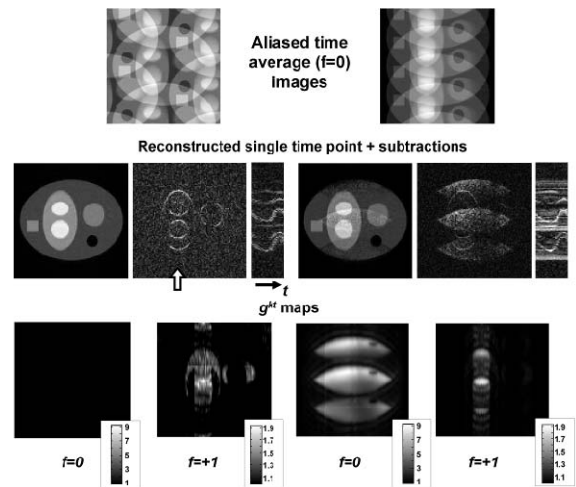 Aliased time
average (f=0)
images
Reconstructed single time point + subtractions
t
g^kt maps
9
7
5
3
1
1.9
1.7
1.5
1.3
1.1
9
7
5
3
1
1.9
1.7
1.5
1.3
1.1
f=0
f=+1
f=0
f=+1